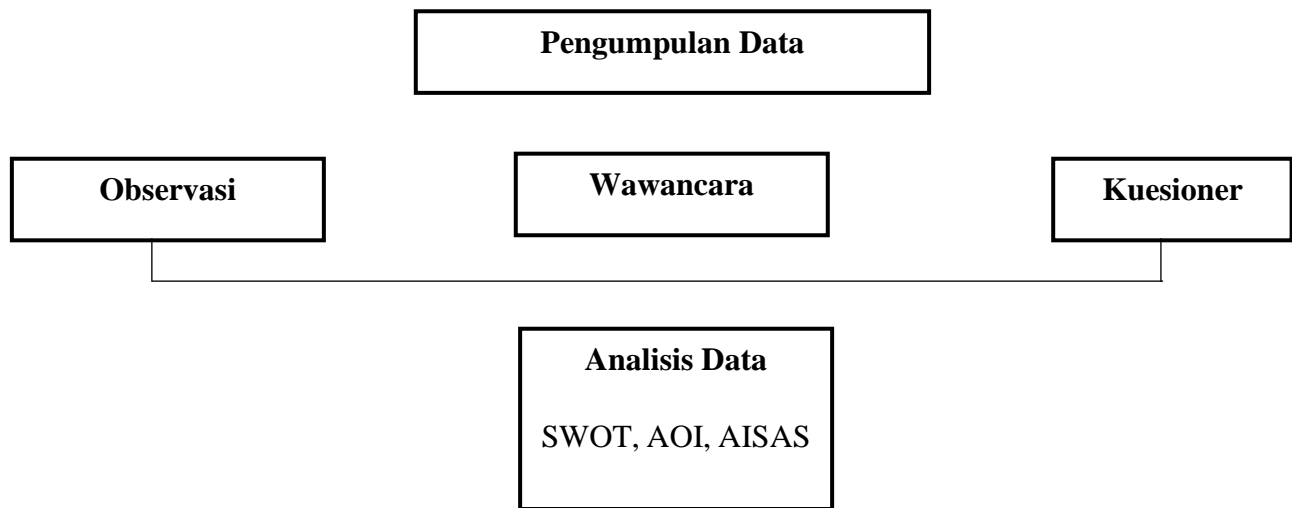 Pengumpulan Data
Observasi
Wawancara
Kuesioner
Analisis Data
SWOT, AOI, AISAS